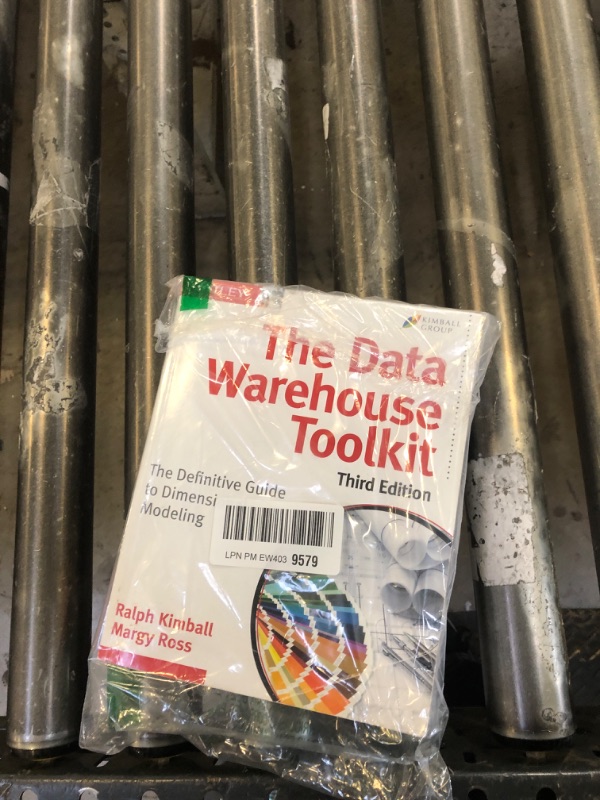 KIMBALL
GROUP
The Data
Warehouse
Toolkit
Third Edition
The Definitive Guide
to Dimensi
Modeling
LPN PM EW403 9579
Ralph Kimball
Margy Ross